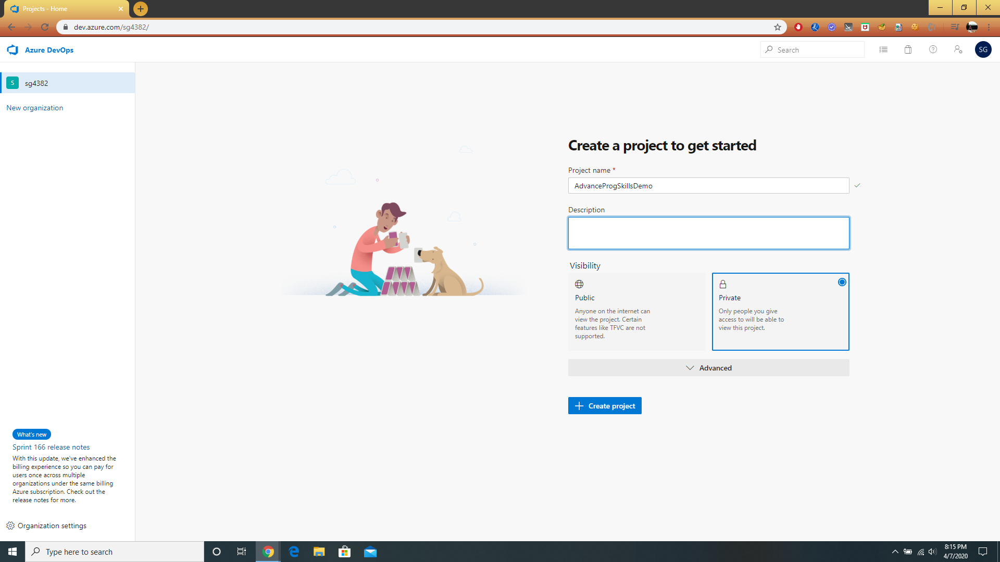 Projects - Home
dev.azure.com/sg4382/
Azure DevOps
Search
SG
S
sg4382
New organization
Create a project to get started
Project name *
AdvanceProgSkillsDemo
Description
Visibility
Public
Anyone on the internet can
view the project. Certain
features like TFVC are not
supported.
Private
Only people you give
access to will be able to
view this project.
Advanced
Create project
What's new
Sprint 166 release notes
With this update, we've enhanced the
billing experience so you can pay for
users once across multiple
organizations under the same billing
Azure subscription. Check out the
release notes for more.
Organization settings
Type here to search
8:15 PM
4/7/2020